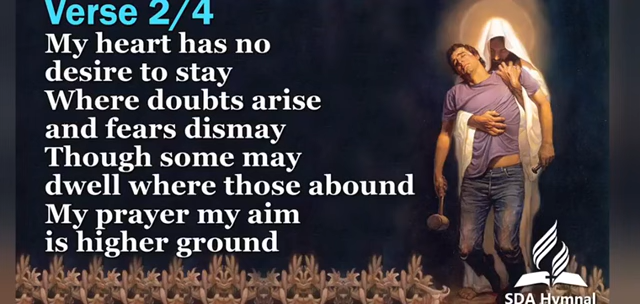 Verse 2/4
My heart has no
desire to stay
Where doubts arise
and fears dismay
Though some may
dwell where those abound
My prayer my aim
is higher ground
SDA Hymnal